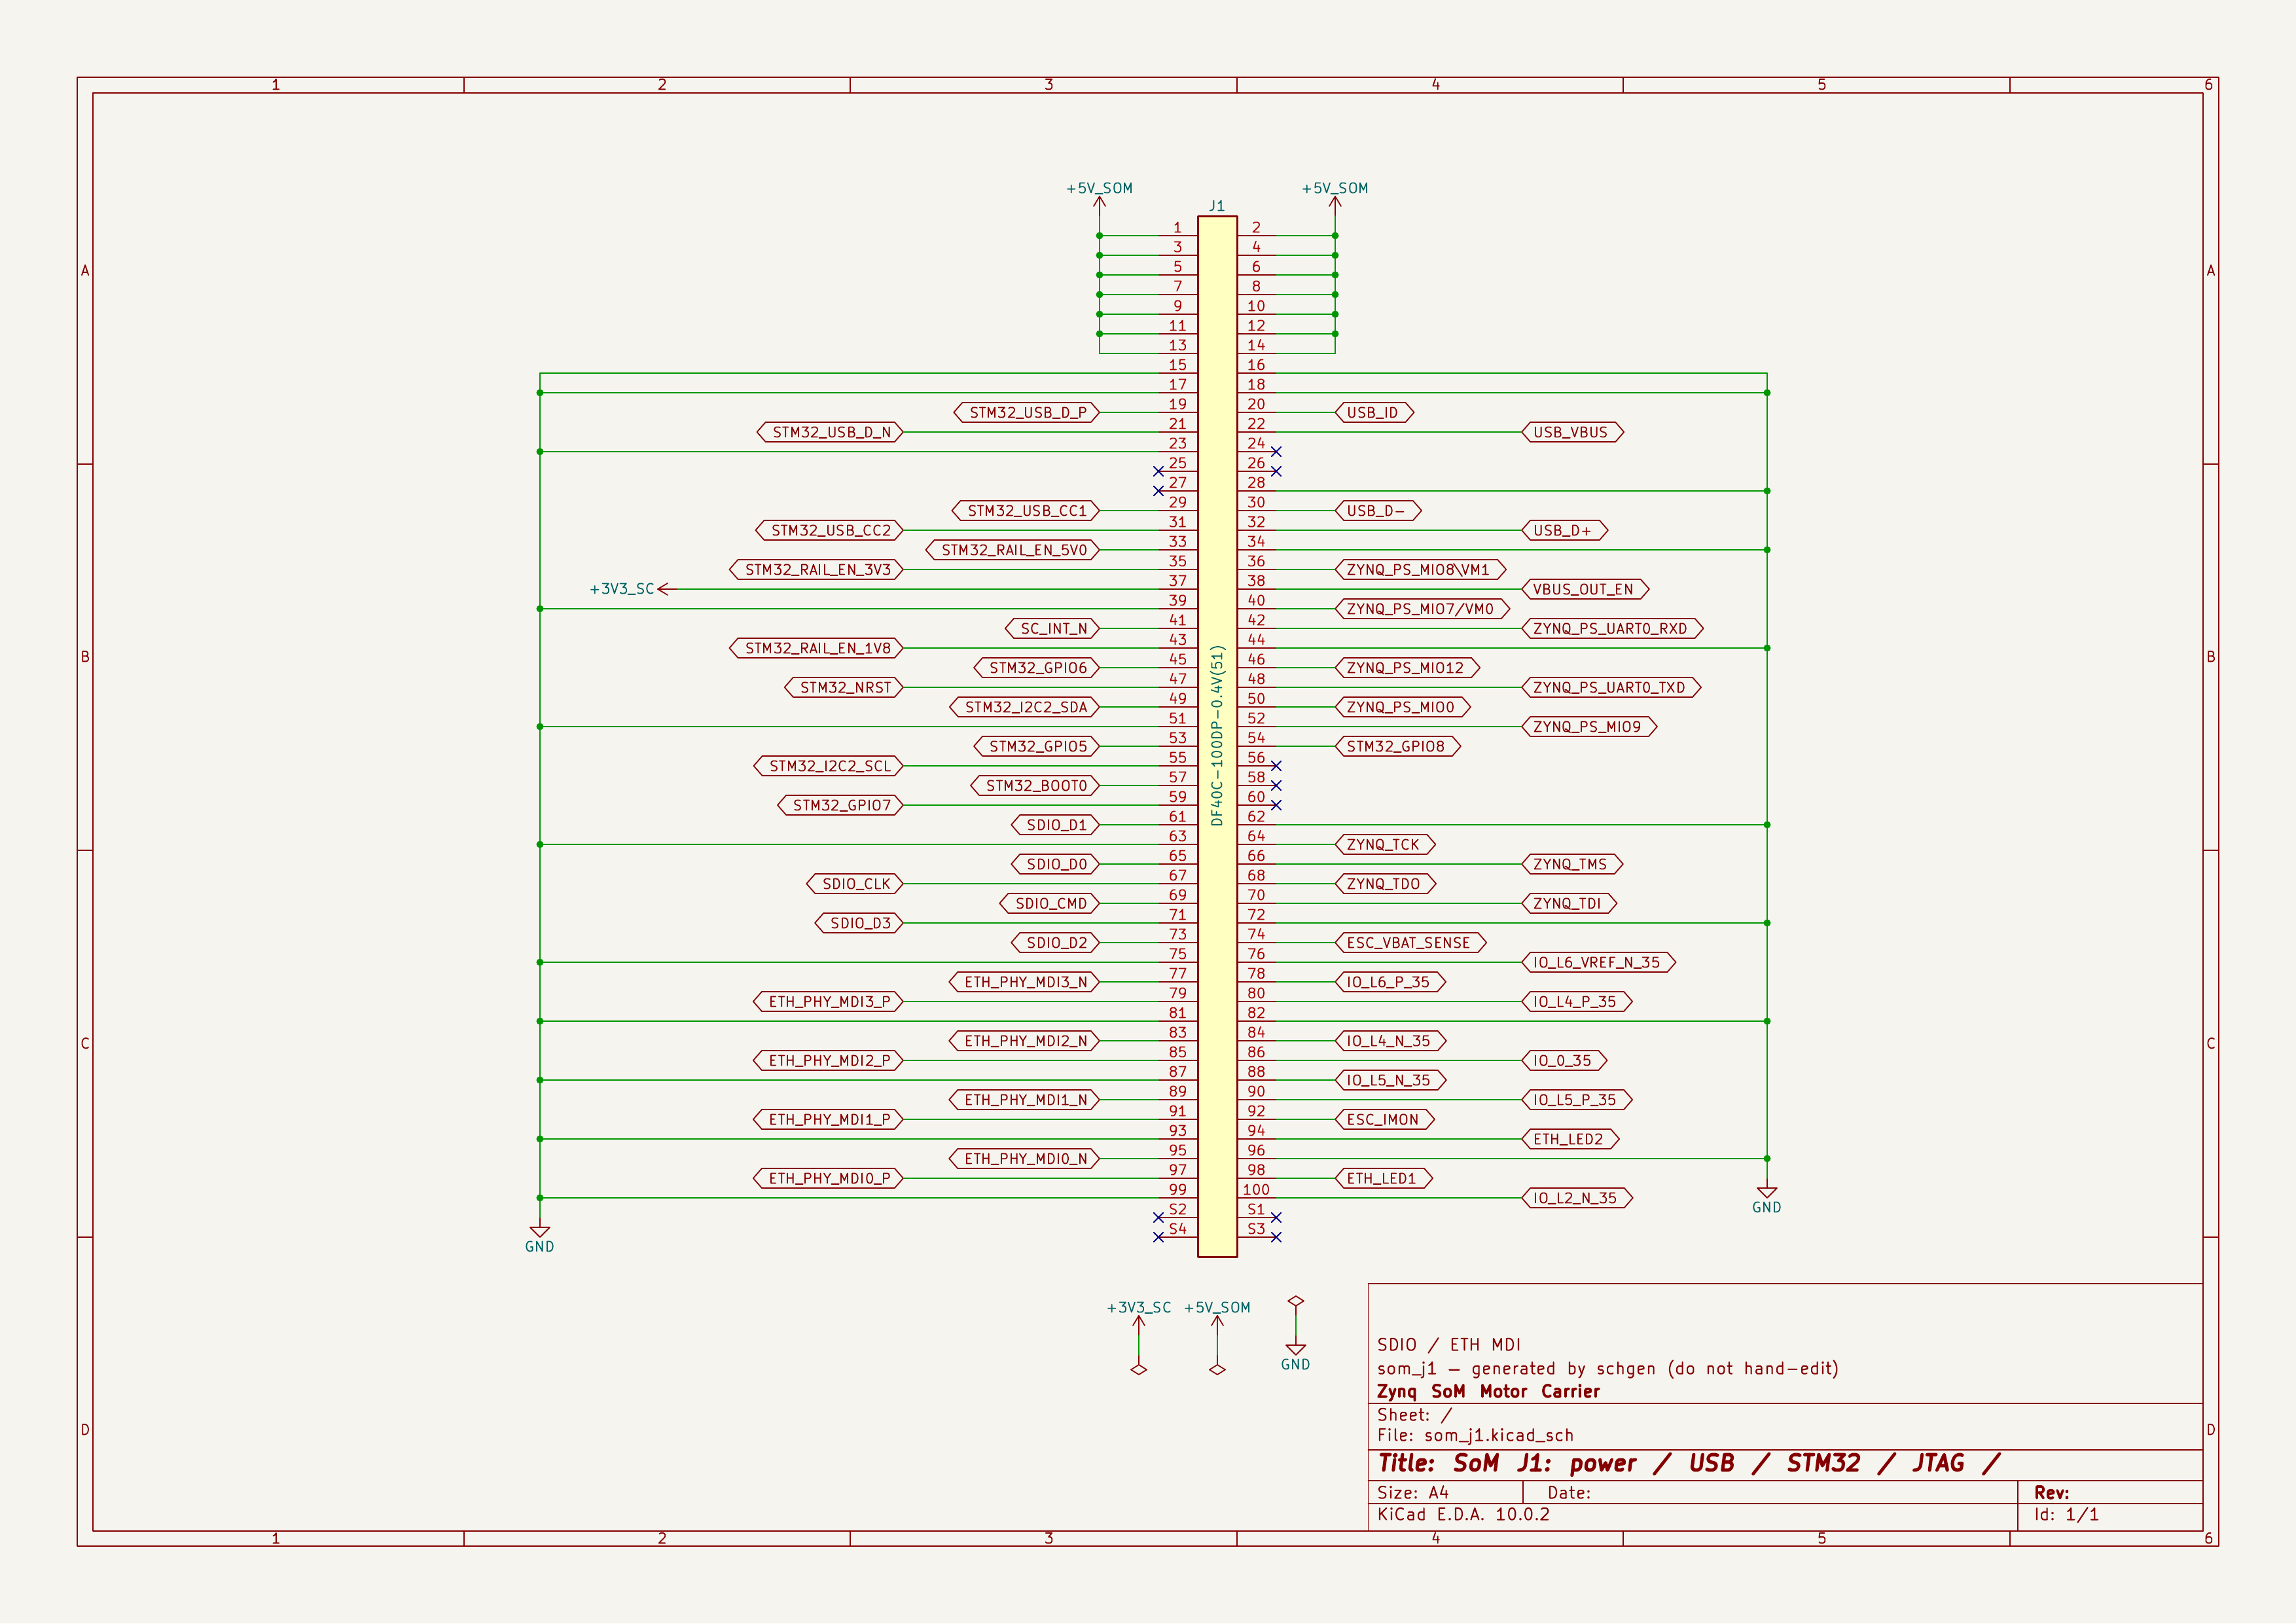 1 2 3 4 5 6
+5V_SOM +5V_SOM
J1
1 2
3 4
5 6
A A
7 8
9 10
11 12
13 14
15 16
17 18
STM32_USB_D_P 19 20 USB_ID
STM32_USB_D_N 21 22 USB_VBUS
23 24
25 26
27 28
STM32_USB_CC1 29 30 USB_D-
STM32_USB_CC2 31 32 USB_D+
STM32_RAIL_EN_5V0 33 34
STM32_RAIL_EN_3V3 35 36 ZYNQ_PS_MIO8\VM1
+3V3_SC 37 38 VBUS_OUT_EN
39 40 ZYNQ_PS_MIO7/VM0
SC_INT_N 41 42 ZYNQ_PS_UART0_RXD
B STM32_RAIL_EN_1V8 43 44 B
STM32_GPIO6 45 46 ZYNQ_PS_MIO12
STM32_NRST 47 48 ZYNQ_PS_UART0_TXD
STM32_I2C2_SDA 49 50 ZYNQ_PS_MIO0
51 52 ZYNQ_PS_MIO9
DF40C-100DP-0.4V(51)
STM32_GPIO5 53 54 STM32_GPIO8
STM32_I2C2_SCL 55 56
STM32_BOOT0 57 58
STM32_GPIO7 59 60
SDIO_D1 61 62
63 64 ZYNQ_TCK
SDIO_D0 65 66 ZYNQ_TMS
SDIO_CLK 67 68 ZYNQ_TDO
SDIO_CMD 69 70 ZYNQ_TDI
SDIO_D3 71 72
SDIO_D2 73 74 ESC_VBAT_SENSE
75 76 IO_L6_VREF_N_35
ETH_PHY_MDI3_N 77 78 IO_L6_P_35
ETH_PHY_MDI3_P 79 80 IO_L4_P_35
81 82
C ETH_PHY_MDI2_N 83 84 IO_L4_N_35 C
ETH_PHY_MDI2_P 85 86 IO_0_35
87 88 IO_L5_N_35
ETH_PHY_MDI1_N 89 90 IO_L5_P_35
ETH_PHY_MDI1_P 91 92 ESC_IMON
93 94 ETH_LED2
ETH_PHY_MDI0_N 95 96
ETH_PHY_MDI0_P 97 98 ETH_LED1
99 100 IO_L2_N_35
GND
S2 S1
S4 S3
GND
+3V3_SC +5V_SOM
GND
SDIO / ETH MDI
som_j1 — generated by schgen (do not hand-edit)
Zynq SoM Motor Carrier
Sheet: /
D D
File: som_j1.kicad_sch
Title: SoM J1: power / USB / STM32 / JTAG /
Size: A4 Date: Rev:
KiCad E.D.A. 10.0.2 Id: 1/1
1 2 3 4 5 6